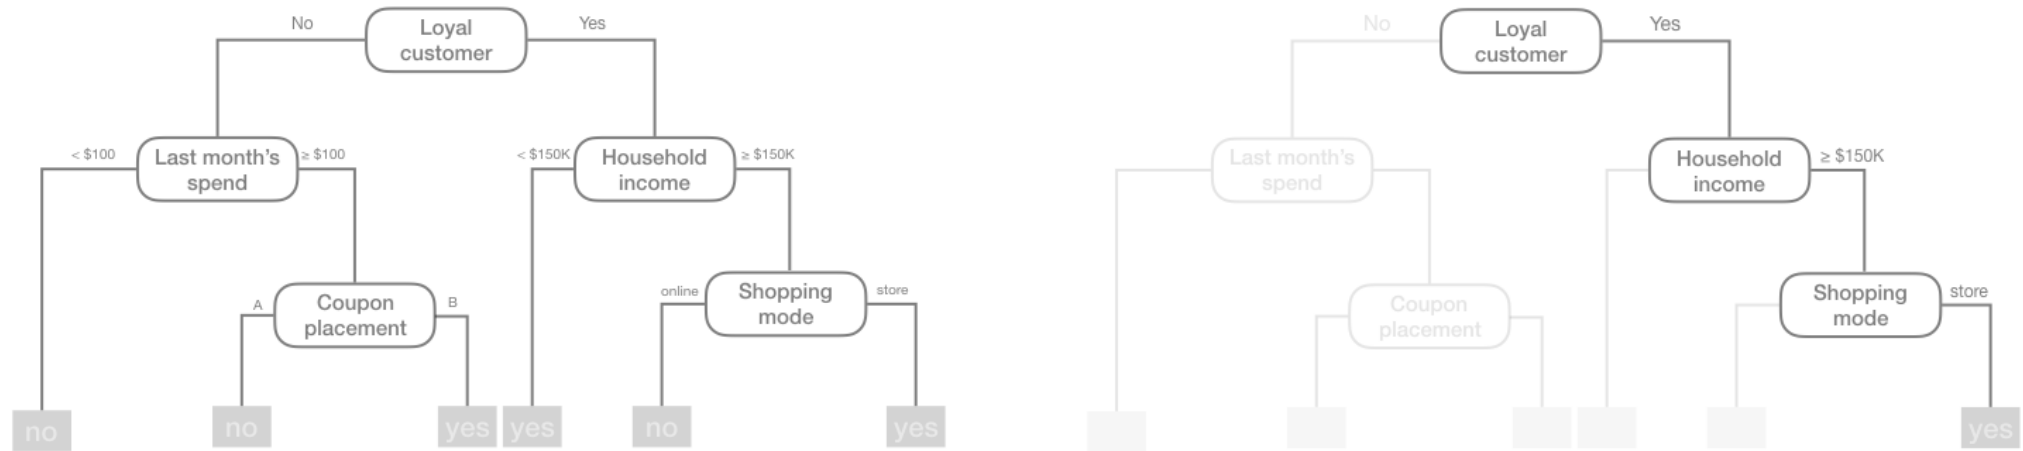 No
Loyal
customer
Yes
< $100
Last month's
spend
≥ $100
< $150K
Household
income
≥ $150K
A
Coupon
placement
B
online
Shopping
mode
store
no
no
yes
yes
no
yes
No
Loyal
customer
Yes
Last month's
spend
Household
income
≥ $150K
Coupon
placement
Shopping
mode
store
yes